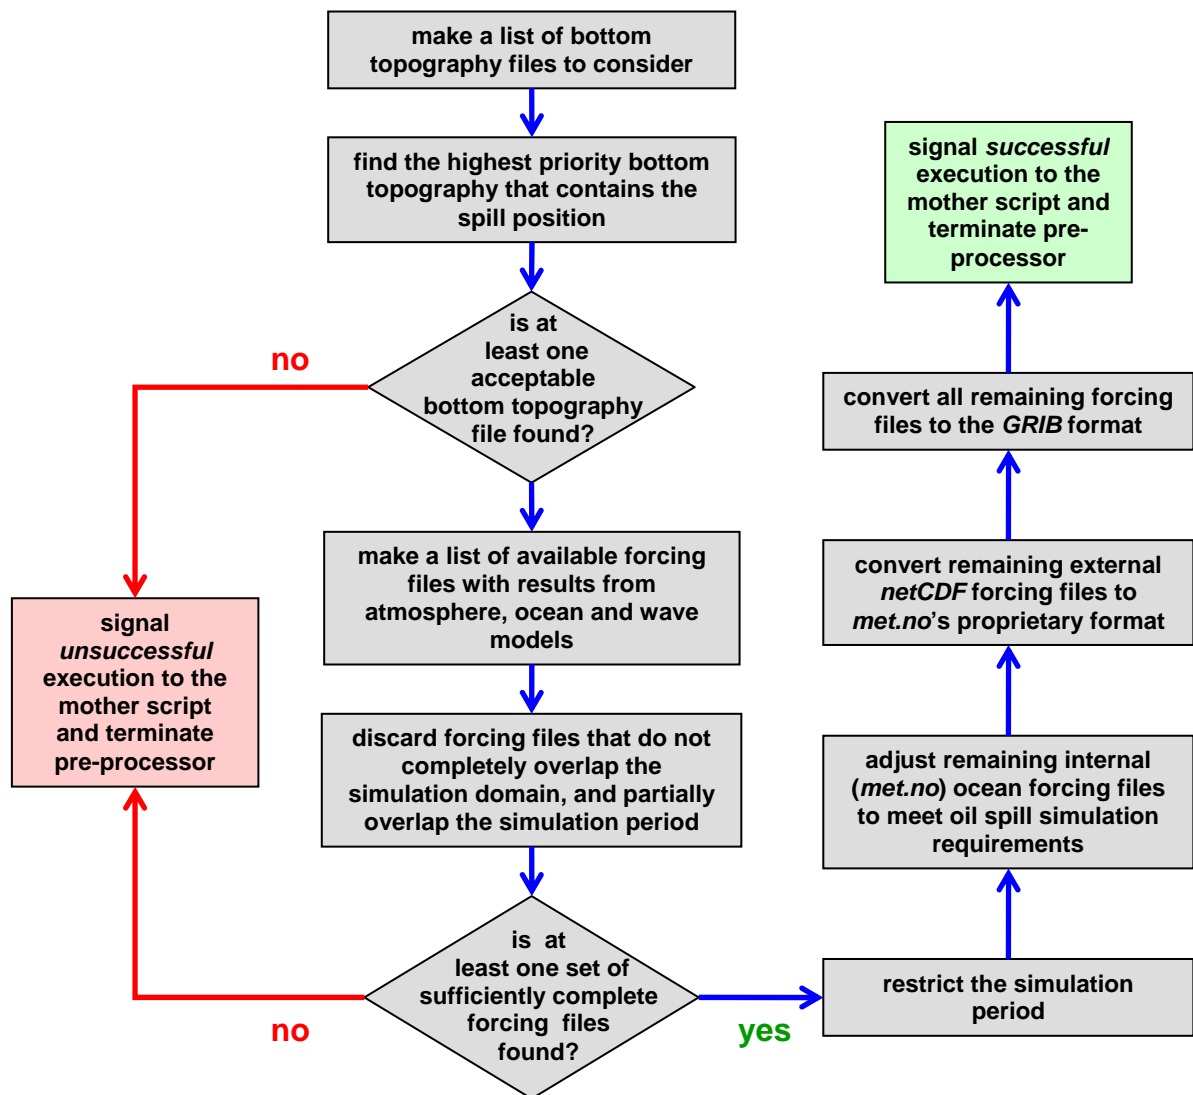 make a list of bottom
topography files to consider
find the highest priority bottom
topography that contains the
spill position
is at
least one
acceptable
bottom topography
file found?
no
make a list of available forcing
files with results from
atmosphere, ocean and wave
models
signal
unsuccessful
execution to the
mother script
and terminate
pre-processor
discard forcing files that do not
completely overlap the
simulation domain, and partially
overlap the simulation period
is at
least one set of
sufficiently complete
forcing files
found?
no
yes
restrict the simulation
period
adjust remaining internal
(met.no) ocean forcing files
to meet oil spill simulation
requirements
convert remaining external
netCDF forcing files to
met.no's proprietary format
convert all remaining forcing
files to the GRIB format
signal successful
execution to the
mother script and
terminate pre-
processor